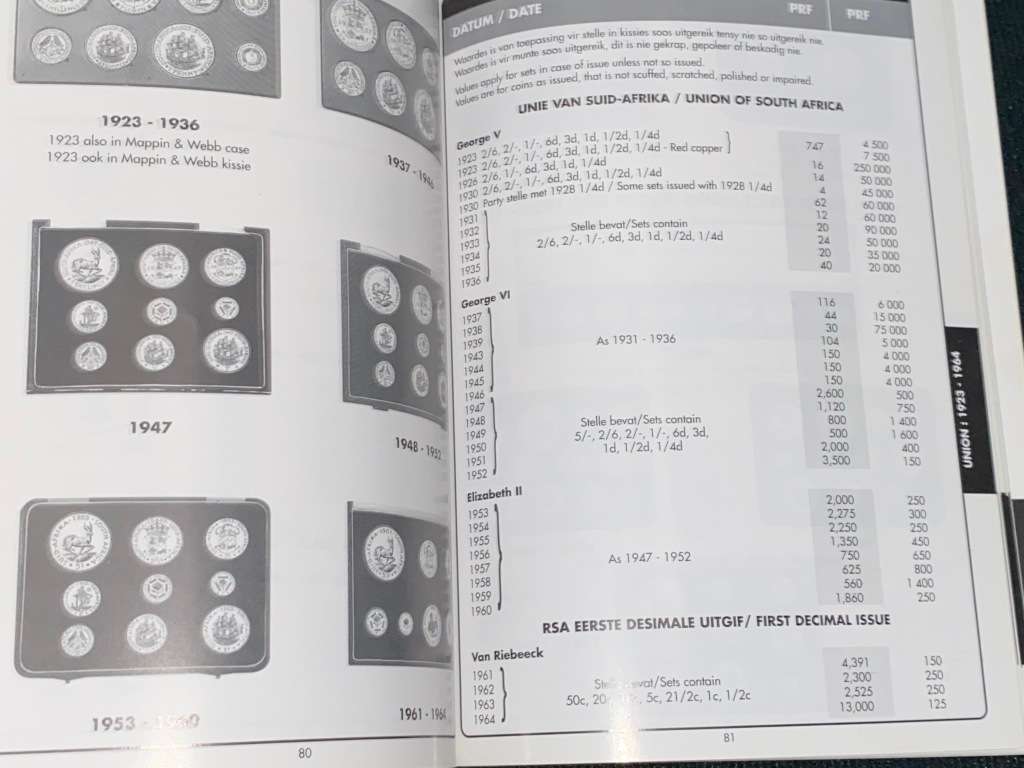 1923 - 1936
1923 also in Mappin & Webb case
1923 ook in Mappin & Webb kissie
1937 - 1946
1947
1948 - 1952
1953 - 1960
1961 - 1964
80
DATUM / DATE PRF PRF
Waardes is van toepassing vir stelle in kissies soos uitgereik tensy nie so uitgereik nie.
Waardes is vir munte soos uitgereik, dit is nie gekrap, gepoleer of beskadig nie.
Values apply for sets in case of issue unless not so issued.
Values are for coins as issued, that is not scuffed, scratched, polished or impaired.
UNIE VAN SUID-AFRIKA / UNION OF SOUTH AFRICA
George V
1923 2/6, 2/-, 1/-, 6d, 3d, 1d, 1/2d, 1/4d 747 4 500
1923 2/6, 2/-, 1/-, 6d, 3d, 1d, 1/2d, 1/4d - Red copper 7 500
1926 2/6, 1/-, 6d, 3d, 1d, 1/4d 16 250 000
1930 2/6, 2/-, 1/-, 6d, 3d, 1d, 1/2d, 1/4d 14 50 000
1930 Party stelle met 1928 1/4d / Some sets issued with 1928 1/4d 4 45 000
1931 62 60 000
1932 Stelle bevat/Sets contain 12 60 000
1933 2/6, 2/-, 1/-, 6d, 3d, 1d, 1/2d, 1/4d 20 90 000
1934 24 50 000
1935 20 35 000
1936 40 20 000
George VI
1937 116 6 000
1938 44 15 000
1939 As 1931 - 1936 30 75 000
1943 104 5 000
1944 150 4 000
1945 150 4 000
1946 150 4 000
1947 2,600 500
1948 1,120 750
1949 Stelle bevat/Sets contain 800 1 400
1950 5/-, 2/6, 2/-, 1/-, 6d, 3d, 500 1 600
1951 1d, 1/2d, 1/4d 2,000 400
1952 3,500 150
Elizabeth II
1953 2,000 250
1954 2,275 300
1955 2,250 250
1956 As 1947 - 1952 1,350 450
1957 750 650
1958 625 800
1959 560 1 400
1960 1,860 250
RSA EERSTE DESIMALE UITGIF/ FIRST DECIMAL ISSUE
Van Riebeeck
1961 4,391 150
1962 bevat/Sets contain 2,300 250
1963 50c, 5c, 21/2c, 1c, 1/2c 2,525 250
1964 13,000 125
81
UNION : 1923 - 1964